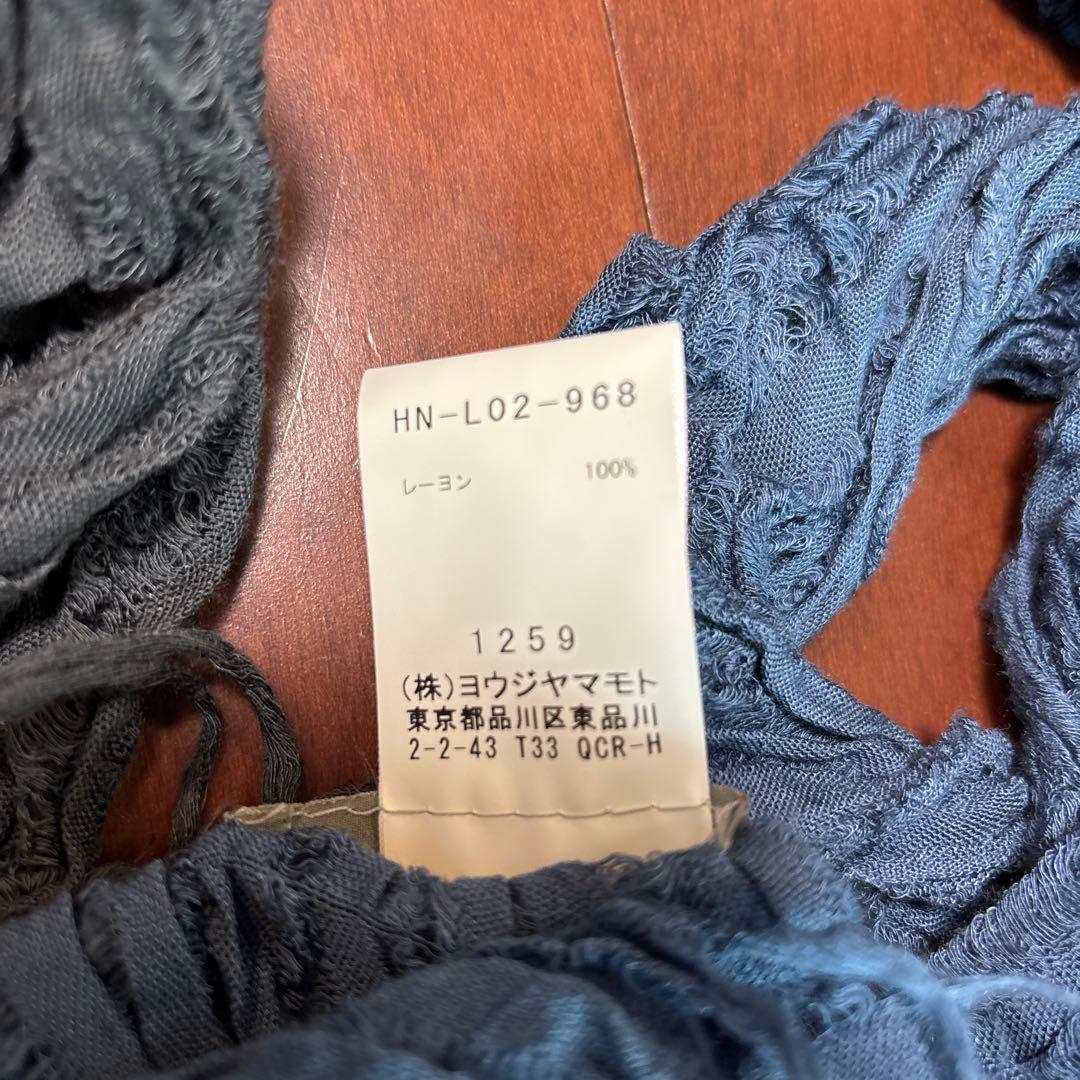 HN-L02-968
レーヨン 100%
1259
(株)ヨウジヤマモト
東京都品川区東品川
2-2-43 T33 QCR-H